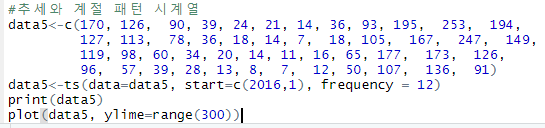 #추세와 계절 패턴 시계열
data5<-c(170, 126, 90, 39, 24, 21, 14, 36, 93, 195, 253, 194,
127, 113, 78, 36, 18, 14, 7, 18, 105, 167, 247, 149,
119, 98, 60, 34, 20, 14, 11, 16, 65, 177, 173, 126,
96, 57, 39, 28, 13, 8, 7, 12, 50, 107, 136, 91)
data5<-ts(data=data5, start=c(2016,1), frequency = 12)
print(data5)
plot(data5, ylime=range(300))